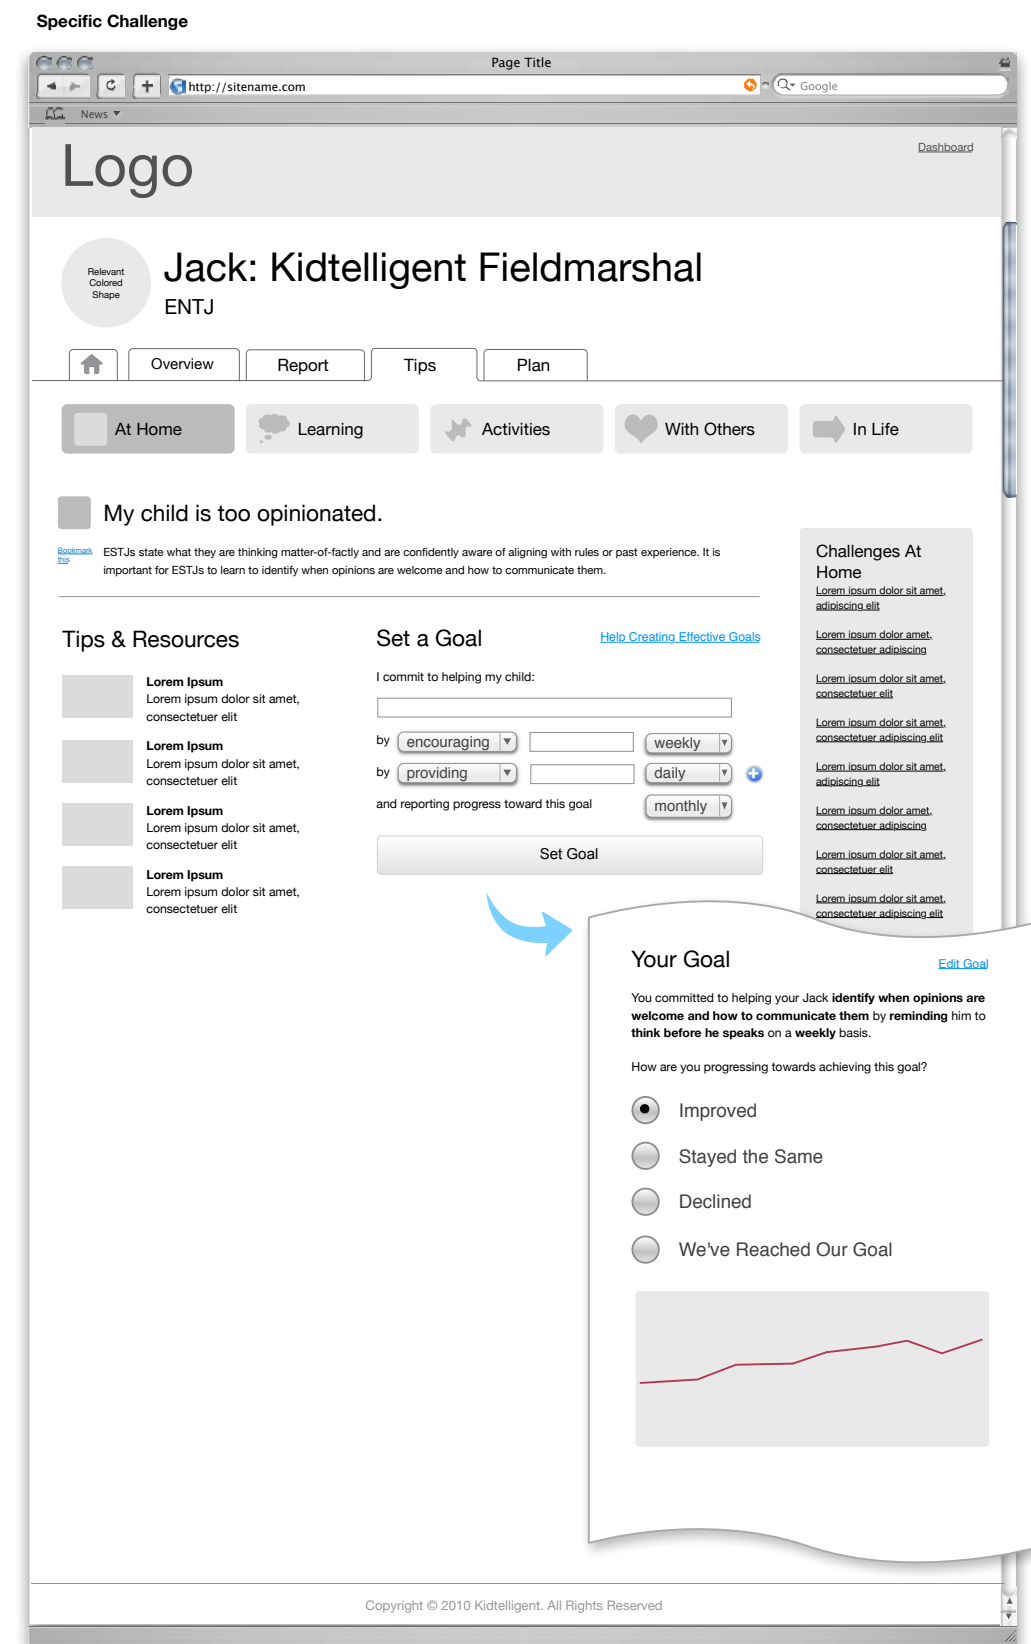 Specific Challenge
Page Title
http://sitename.com
Google
News
Logo
Dashboard
Relevant
Colored
Shape
Jack: Kidtelligent Fieldmarshal
ENTJ
Overview
Report
Tips
Plan
At Home
Learning
Activities
With Others
In Life
My child is too opinionated.
Bookmark
this
ESTJs state what they are thinking matter-of-factly and are confidently aware of aligning with rules or past experience. It is
important for ESTJs to learn to identify when opinions are welcome and how to communicate them.
Tips & Resources
Lorem Ipsum
Lorem ipsum dolor sit amet,
consectetuer elit
Lorem Ipsum
Lorem ipsum dolor sit amet,
consectetuer elit
Lorem Ipsum
Lorem ipsum dolor sit amet,
consectetuer elit
Lorem Ipsum
Lorem ipsum dolor sit amet,
consectetuer elit
Set a Goal
Help Creating Effective Goals
I commit to helping my child:
by encouraging weekly
by providing daily
and reporting progress toward this goal monthly
Set Goal
Challenges At
Home
Lorem ipsum dolor sit amet,
adipiscing elit
Lorem ipsum dolor amet,
consectetuer adipiscing
Lorem ipsum dolor sit amet,
consectetuer elit
Lorem ipsum dolor sit amet,
consectetuer adipiscing elit
Lorem ipsum dolor sit amet,
adipiscing elit
Lorem ipsum dolor amet,
consectetuer adipiscing
Lorem ipsum dolor sit amet,
consectetuer elit
Lorem ipsum dolor sit amet,
consectetuer adipiscing elit
Your Goal
Edit Goal
You committed to helping your Jack identify when opinions are
welcome and how to communicate them by reminding him to
think before he speaks on a weekly basis.
How are you progressing towards achieving this goal?
Improved
Stayed the Same
Declined
We've Reached Our Goal
Copyright © 2010 Kidtelligent. All Rights Reserved